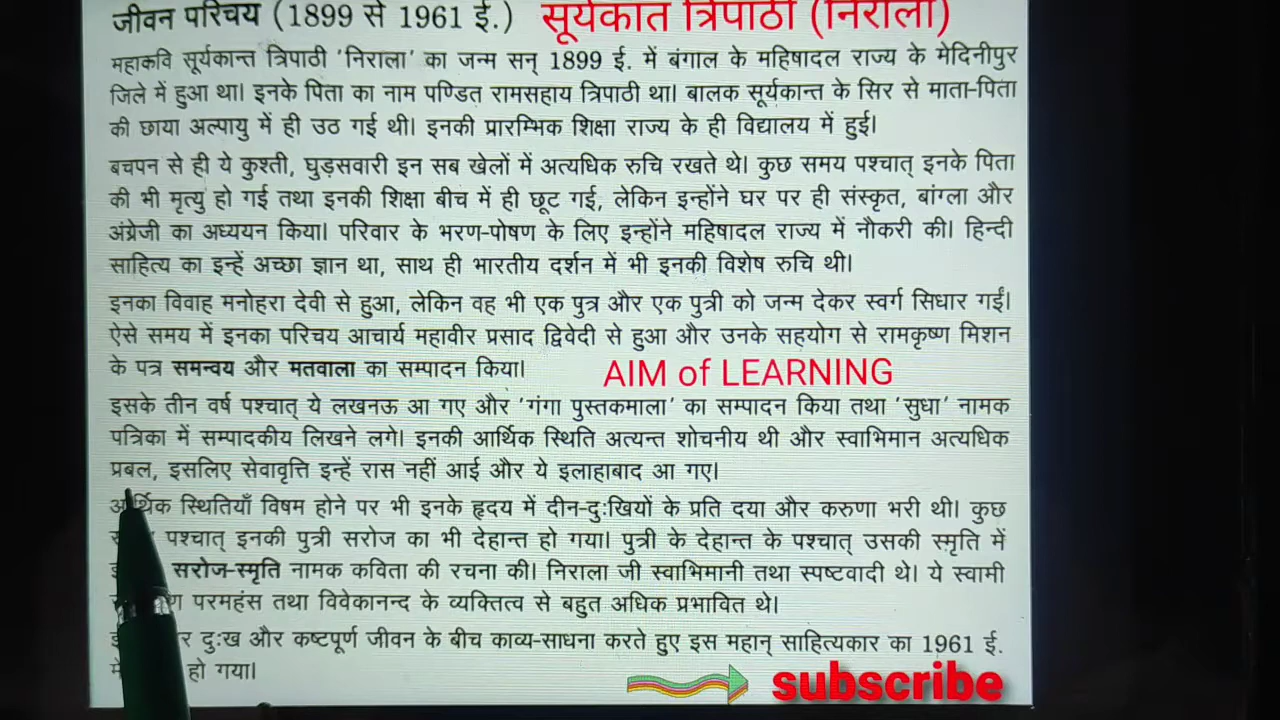 जीवन परिचय (1899 से 1961 ई.) सूर्यकांत त्रिपाठी (निराला)
महाकवि सूर्यकान्त त्रिपाठी 'निराला' का जन्म सन् 1899 ई. में बंगाल के महिषादल राज्य के मेदिनीपुर
जिले में हुआ था। इनके पिता का नाम पण्डित रामसहाय त्रिपाठी था। बालक सूर्यकान्त के सिर से माता-पिता
की छाया अल्पायु में ही उठ गई थी। इनकी प्रारम्भिक शिक्षा राज्य के ही विद्यालय में हुई।
बचपन से ही ये कुश्ती, घुड़सवारी इन सब खेलों में अत्यधिक रुचि रखते थे। कुछ समय पश्चात् इनके पिता
की भी मृत्यु हो गई तथा इनकी शिक्षा बीच में ही छूट गई, लेकिन इन्होंने घर पर ही संस्कृत, बांग्ला और
अंग्रेजी का अध्ययन किया। परिवार के भरण-पोषण के लिए इन्होंने महिषादल राज्य में नौकरी की। हिन्दी
साहित्य का इन्हें अच्छा ज्ञान था, साथ ही भारतीय दर्शन में भी इनकी विशेष रुचि थी।
इनका विवाह मनोहरा देवी से हुआ, लेकिन वह भी एक पुत्र और एक पुत्री को जन्म देकर स्वर्ग सिधार गईं।
ऐसे समय में इनका परिचय आचार्य महावीर प्रसाद द्विवेदी से हुआ और उनके सहयोग से रामकृष्ण मिशन
के पत्र समन्वय और मतवाला का सम्पादन किया।
AIM of LEARNING
इसके तीन वर्ष पश्चात् ये लखनऊ आ गए और 'गंगा पुस्तकमाला' का सम्पादन किया तथा 'सुधा' नामक
पत्रिका में सम्पादकीय लिखने लगे। इनकी आर्थिक स्थिति अत्यन्त शोचनीय थी और स्वाभिमान अत्यधिक
प्रबल, इसलिए सेवावृत्ति इन्हें रास नहीं आई और ये इलाहाबाद आ गए।
आर्थिक स्थितियाँ विषम होने पर भी इनके हृदय में दीन-दुःखियों के प्रति दया और करुणा भरी थी। कुछ
पश्चात् इनकी पुत्री सरोज का भी देहान्त हो गया। पुत्री के देहान्त के पश्चात् उसकी स्मृति में
सरोज-स्मृति नामक कविता की रचना की। निराला जी स्वाभिमानी तथा स्पष्टवादी थे। ये स्वामी
परमहंस तथा विवेकानन्द के व्यक्तित्व से बहुत अधिक प्रभावित थे।
दुःख और कष्टपूर्ण जीवन के बीच काव्य-साधना करते हुए इस महान् साहित्यकार का 1961 ई.
हो गया।
subscribe